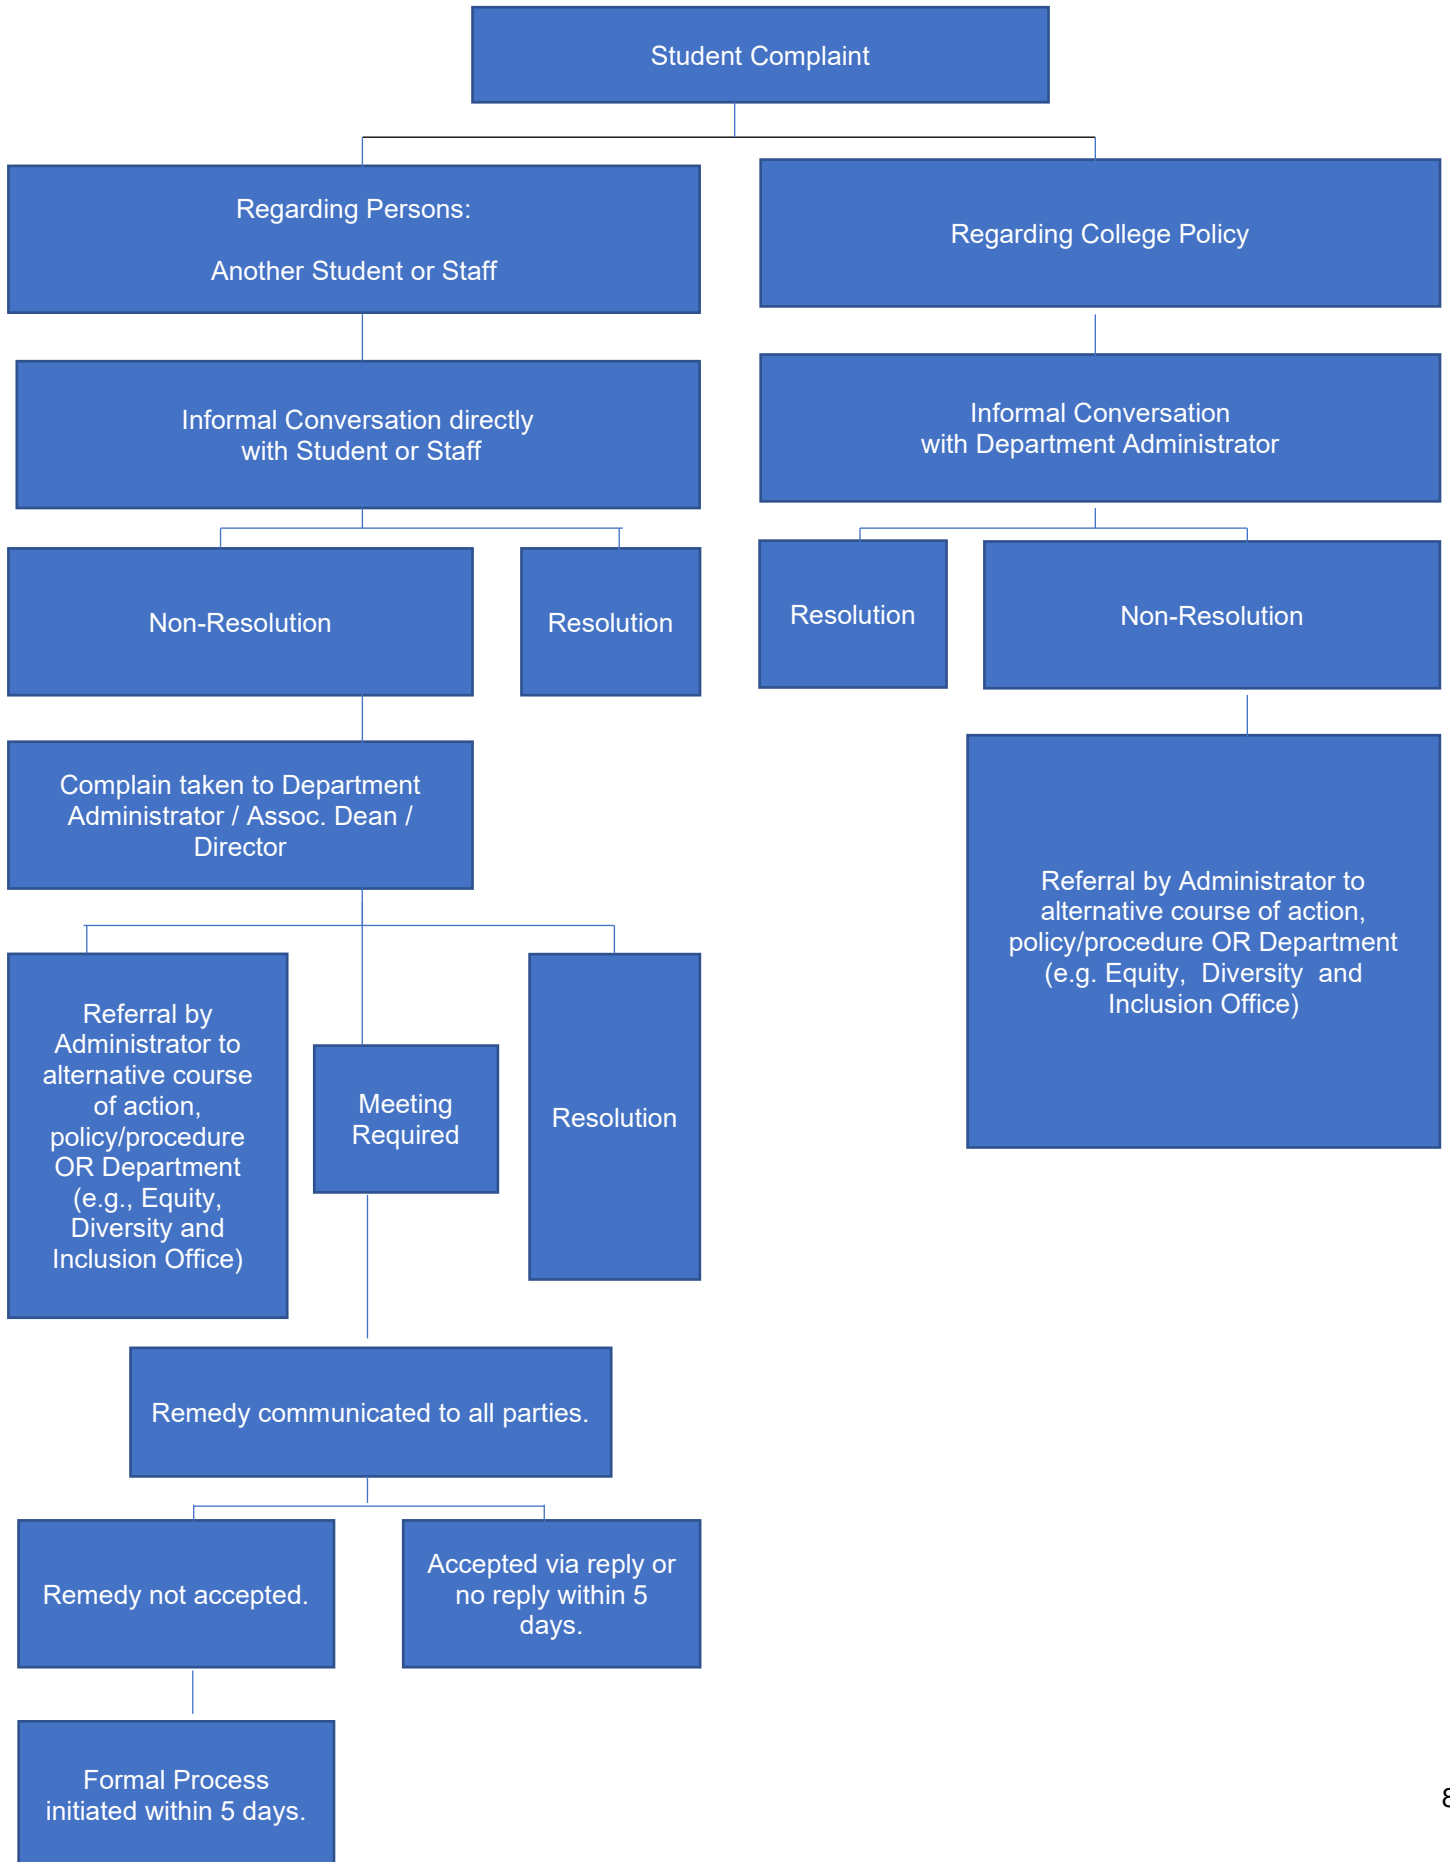 Student Complaint
Regarding Persons:
Another Student or Staff
Regarding College Policy
Informal Conversation directly
with Student or Staff
Informal Conversation
with Department Administrator
Non-Resolution
Resolution
Resolution
Non-Resolution
Complain taken to Department
Administrator / Assoc. Dean /
Director
Referral by Administrator to
alternative course of action,
policy/procedure OR Department
(e.g. Equity,  Diversity  and
Inclusion Office)
Referral by
Administrator to
alternative course
of action,
policy/procedure
OR Department
(e.g., Equity,
Diversity and
Inclusion Office)
Meeting
Required
Resolution
Remedy communicated to all parties.
Remedy not accepted.
Accepted via reply or
no reply within 5
days.
Formal Process
initiated within 5 days.
8